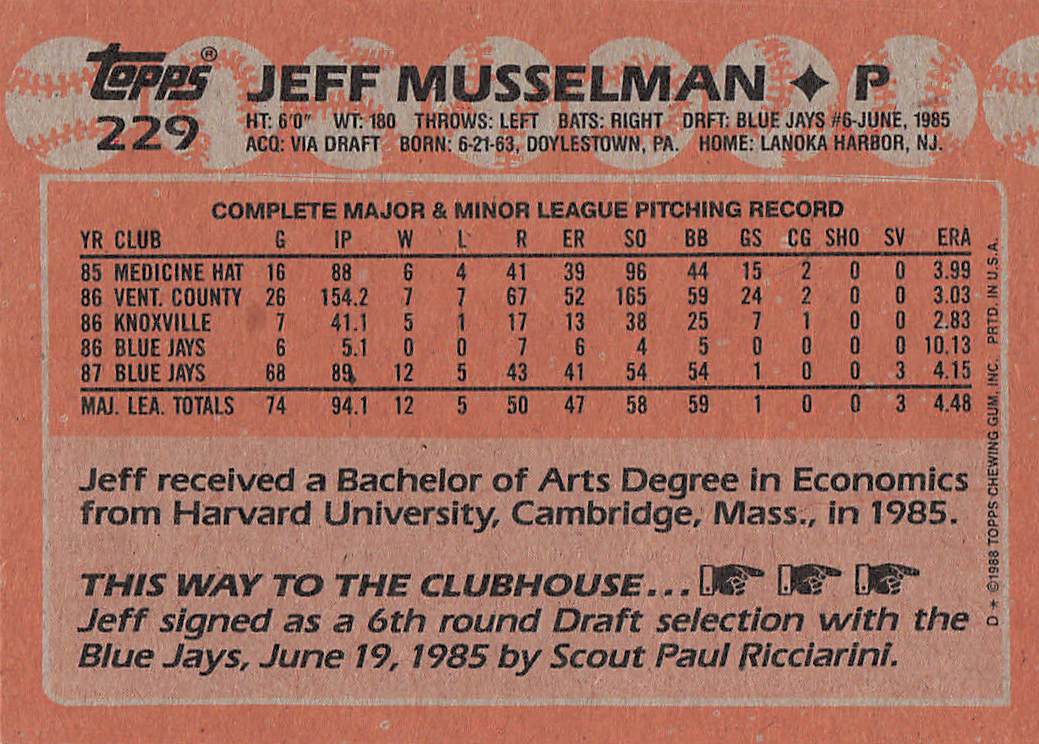 topps® JEFF MUSSELMAN ✦ P
229 HT: 6'0" WT: 180 THROWS: LEFT BATS: RIGHT DRFT: BLUE JAYS #6-JUNE, 1985
ACQ: VIA DRAFT BORN: 6-21-63, DOYLESTOWN, PA. HOME: LANOKA HARBOR, NJ.
COMPLETE MAJOR & MINOR LEAGUE PITCHING RECORD
YR CLUB G IP W L R ER SO BB GS CG SHO SV ERA
85 MEDICINE HAT 16 88 6 4 41 39 96 44 15 2 0 0 3.99
86 VENT. COUNTY 26 154.2 7 7 67 52 165 59 24 2 0 0 3.03
86 KNOXVILLE 7 41.1 5 1 17 13 38 25 7 1 0 0 2.83
86 BLUE JAYS 6 5.1 0 0 7 6 4 5 0 0 0 0 10.13
87 BLUE JAYS 68 89 12 5 43 41 54 54 1 0 0 3 4.15
MAJ. LEA. TOTALS 74 94.1 12 5 50 47 58 59 1 0 0 3 4.48
Jeff received a Bachelor of Arts Degree in Economics
from Harvard University, Cambridge, Mass., in 1985.
THIS WAY TO THE CLUBHOUSE...
Jeff signed as a 6th round Draft selection with the
Blue Jays, June 19, 1985 by Scout Paul Ricciarini.
D* ©1988 TOPPS CHEWING GUM, INC. PRTD. IN U.S.A.